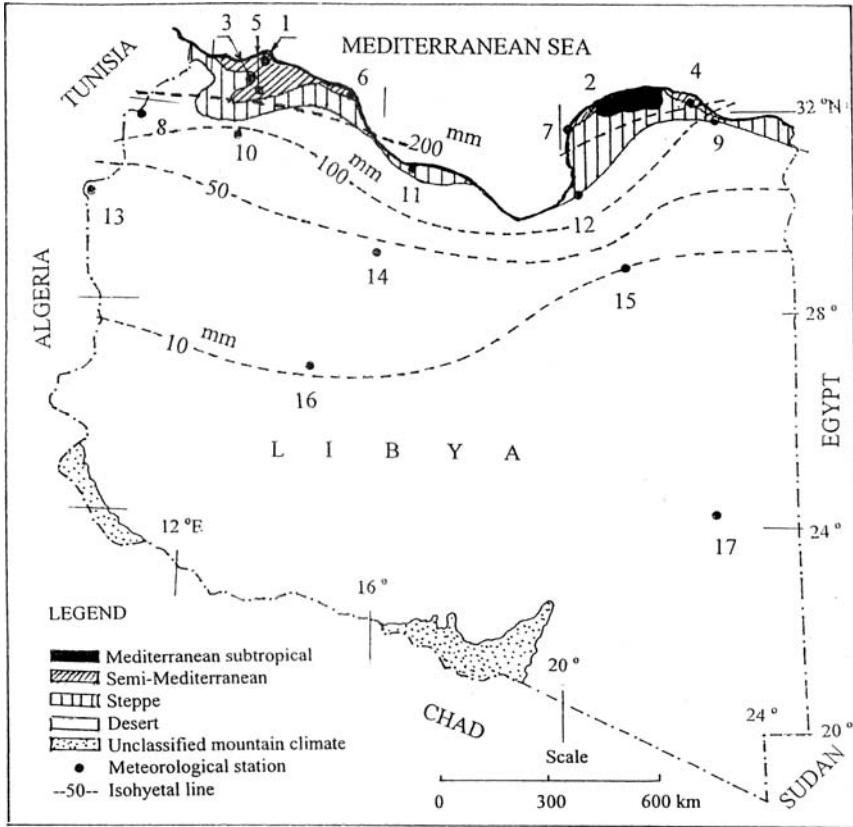 3 5 1
MEDITERRANEAN SEA
TUNISIA
6
2 4
32 °N
7
8
200 mm
9
10
100 mm
11
50
12
13
14
15
ALGERIA
28 °
10 mm
16
EGYPT
L I B Y A
12 °E
24 °
17
16 °
LEGEND
Mediterranean subtropical
Semi-Mediterranean
Steppe
Desert
Unclassified mountain climate
Meteorological station
--50-- Isohyetal line
20 °
CHAD
24 °
20 °
Scale
SUDAN
0 300 600 km